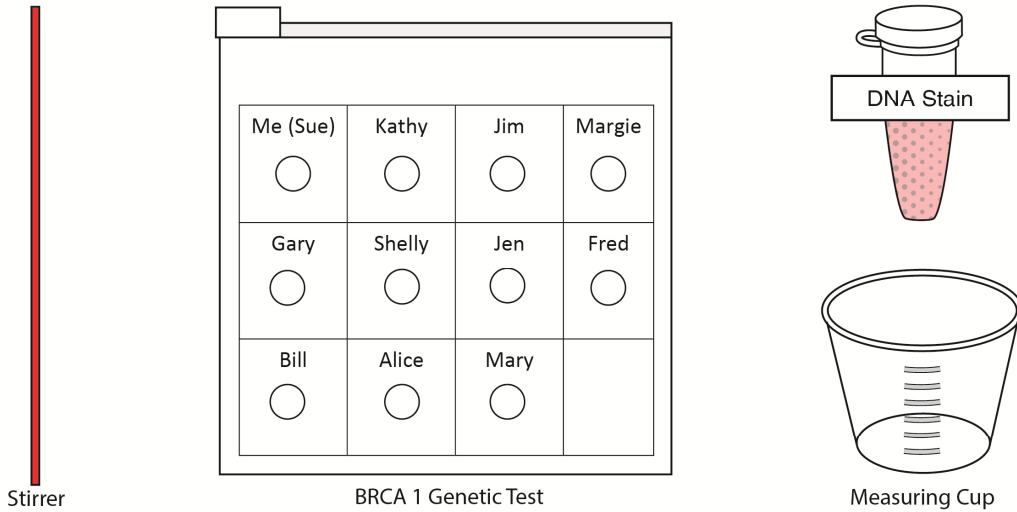 DNA Stain
Me (Sue) Kathy Jim Margie
Gary Shelly Jen Fred
Bill Alice Mary
Stirrer
BRCA 1 Genetic Test
Measuring Cup